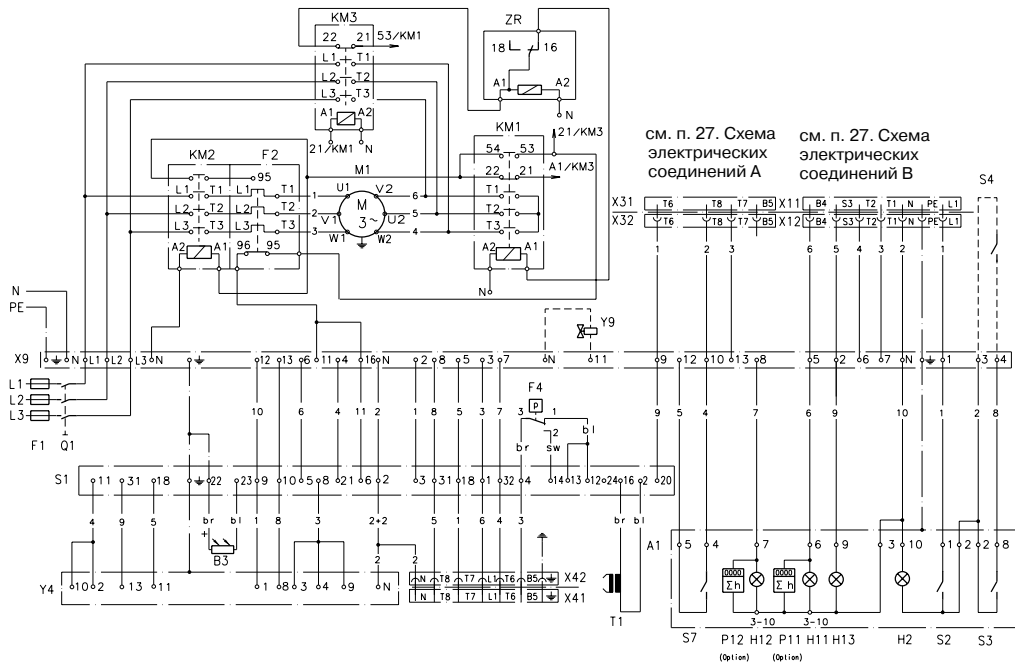 KM3
22 21 53/KM1
L1 T1
L2 T2
L3 T3
A1 A2
21/KM1 N
ZR
18 16
A1 A2
N
21/KM3
KM1
54 53
22 21 A1/KM3
T1
T2
T3
A2 A1
N
KM2 F2
95
L1 T1 L1 T1 1
L2 T2 L2 T2 2
L3 T3 L3 T3 3
A2 A1 96 95
M1
U1 V2 6
V1 M 3~ U2 5
W1 W2 4
см. п. 27. Схема
электрических
соединений А
см. п. 27. Схема
электрических
соединений В
S4
X31 T6 T8 T7 B5 X11 B4 S3 T2 T1 N PE L1
X32 T6 T8 T7 B5 X12 B4 S3 T2 T1 N PE L1
1 2 3 6 5 4 3 2 1
N
PE
Y9
X9 N L1 L2 L3 N 12 13 6 11 4 16 N 2 8 5 3 7 N 11 9 12 10 13 8 5 2 6 7 N 1 3 4
L1
L2
L3
F1 Q1
10 8 6 4 11 2 1 8 5 3 7
F4
P
3 1
2
br sw bl
9 5 4 7 6 9 10 1 2 8
S1 11 31 18 22 23 9 10 5 8 21 6 2 3 31 18 1 32 4 14 13 12 24 16 2 20
4 9 5 br bl 1 8 3 2+2 5 1 6 4 3 br bl
+
B3
2 2
Y4 10 2 13 11 1 8 3 4 9 N
N T8 T7 L1 T6 B5 X42
N T8 T7 L1 T6 B5 X41
T1
A1 5 4 7 6 9 3 10 1 2 2 8
0000 0000
Σh Σh
3-10 3-10
S7 P12 H12 P11 H11 H13 H2 S2 S3
(Option) (Option)